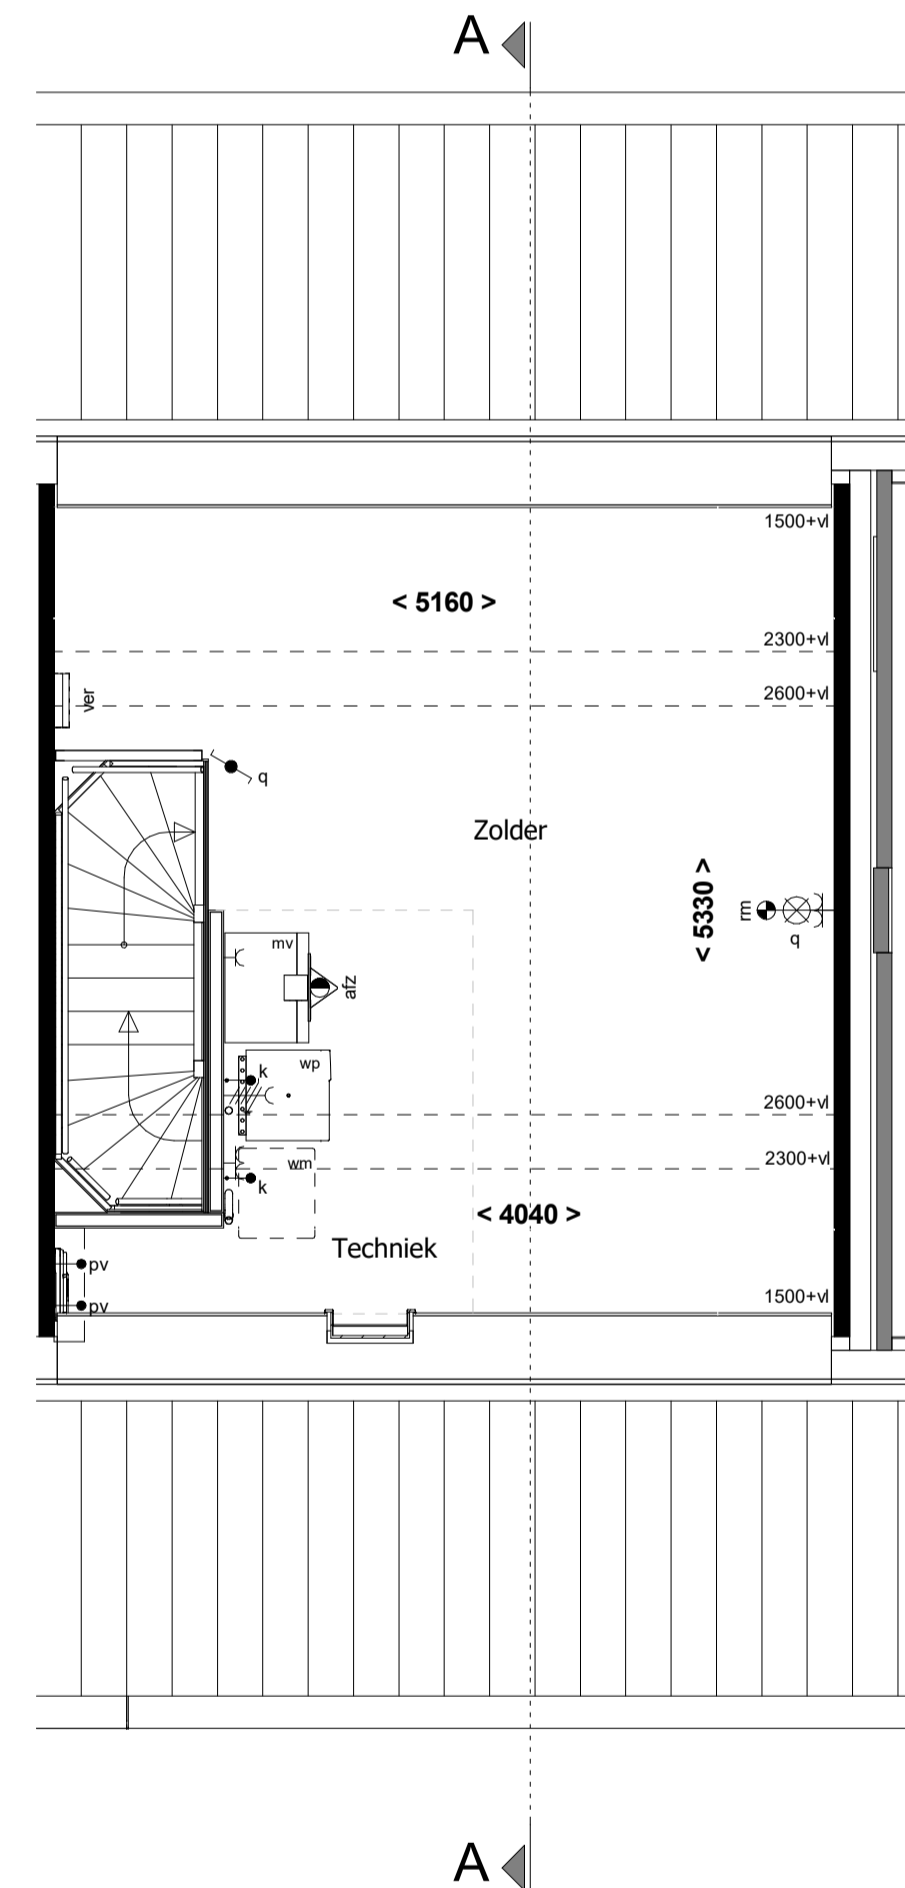 A
1500+vl
< 5160 >
2300+vl
2600+vl
ver
q
Zolder
< 5330 >
rm
q
mv
afz
wp
k
2600+vl
wm
2300+vl
k
< 4040 >
Techniek
pv
1500+vl
pv
A